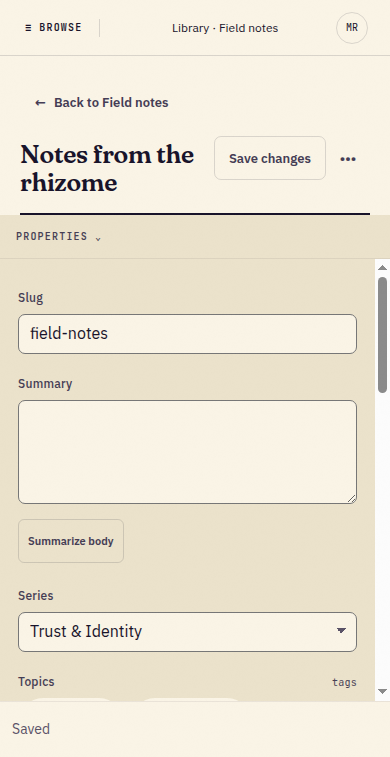 ≡ BROWSE
Library · Field notes
MR
← Back to Field notes
Notes from the
rhizome
Save changes
•••
PROPERTIES ⌄
Slug
field-notes
Summary
Summarize body
Series
Trust & Identity
Topics
tags
Saved